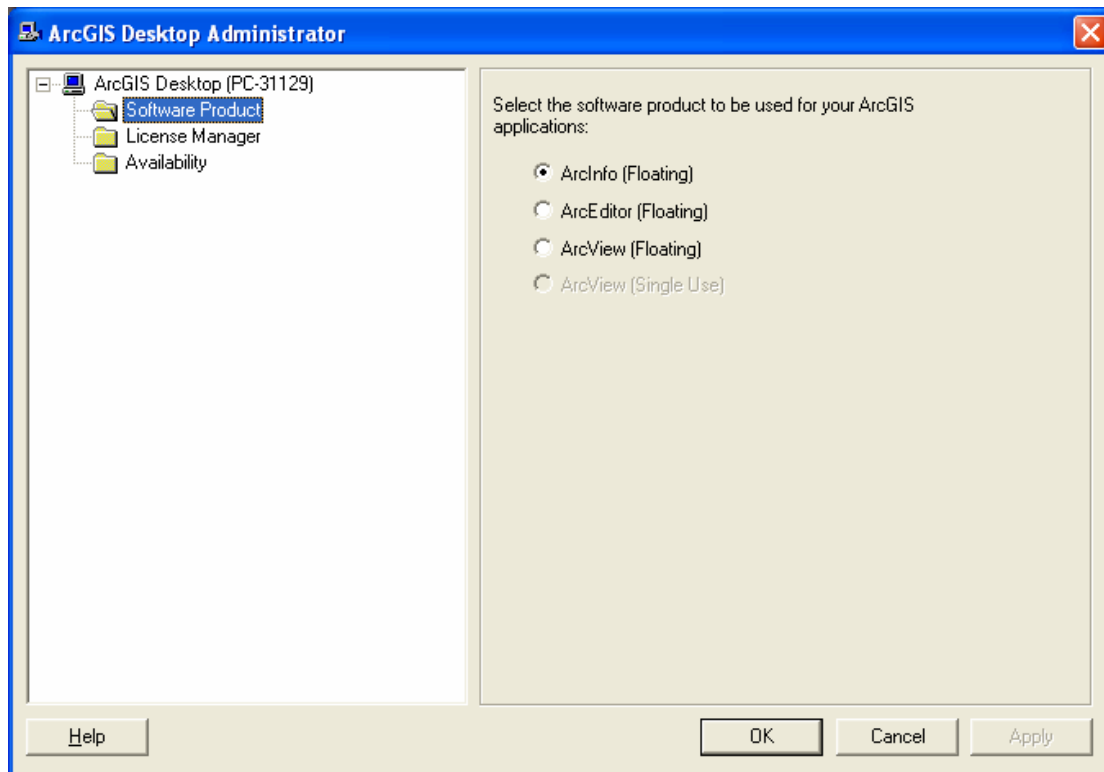 ArcGIS Desktop Administrator
ArcGIS Desktop (PC-31129)
Software Product
License Manager
Availability
Select the software product to be used for your ArcGIS
applications:
ArcInfo (Floating)
ArcEditor (Floating)
ArcView (Floating)
ArcView (Single Use)
Help
OK
Cancel
Apply